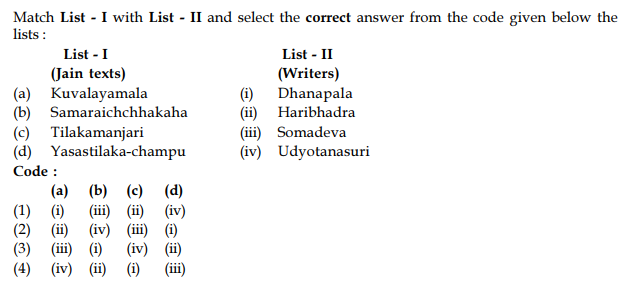 Match List - I with List - II and select the correct answer from the code given below the
lists :
List - I List - II
(Jain texts) (Writers)
(a) Kuvalayamala (i) Dhanapala
(b) Samaraichchhakaha (ii) Haribhadra
(c) Tilakamanjari (iii) Somadeva
(d) Yasastilaka-champu (iv) Udyotanasuri
Code :
(a) (b) (c) (d)
(1) (i) (iii) (ii) (iv)
(2) (ii) (iv) (iii) (i)
(3) (iii) (i) (iv) (ii)
(4) (iv) (ii) (i) (iii)